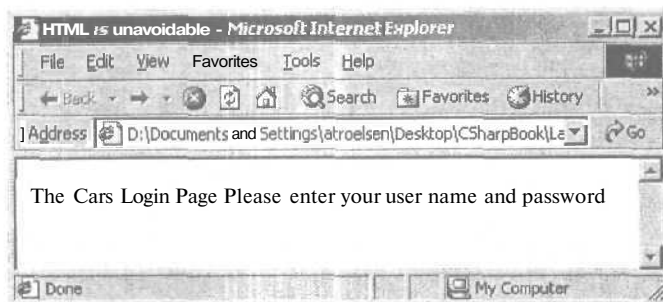 HTML is unavoidable - Microsoft Internet Explorer
File Edit View Favorites Tools Help
Back Search Favorites History »
Address D:\Documents and Settings\atroelsen\Desktop\CSharpBook\La Go
The Cars Login Page Please enter your user name and password
Done My Computer